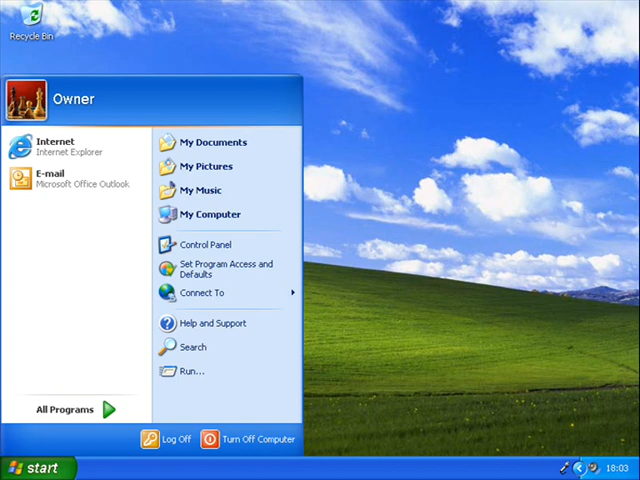 Recycle Bin
Owner
Internet
Internet Explorer
E-mail
Microsoft Office Outlook
All Programs
My Documents
My Pictures
My Music
My Computer
Control Panel
Set Program Access and
Defaults
Connect To
Help and Support
Search
Run...
Log Off
Turn Off Computer
start
18:03